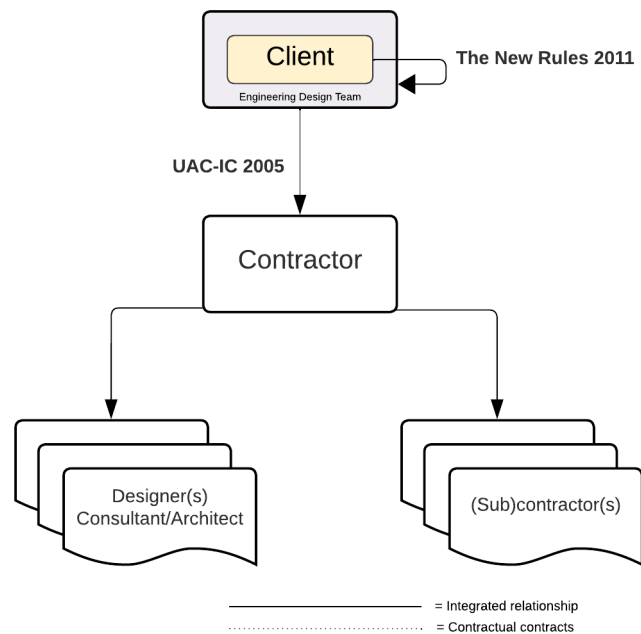 Client
The New Rules 2011
Engineering Design Team
UAC-IC 2005
Contractor
Designer(s)
Consultant/Architect
(Sub)contractor(s)
= Integrated relationship
= Contractual contracts